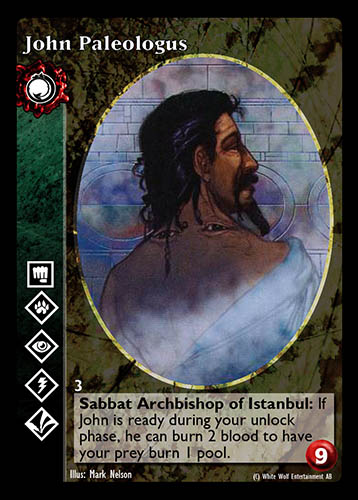 John Paleologus
3
Sabbat Archbishop of Istanbul: If
John is ready during your unlock
phase, he can burn 2 blood to have
your prey burn 1 pool.
9
Illus: Mark Nelson
(C) White Wolf Entertainment AB